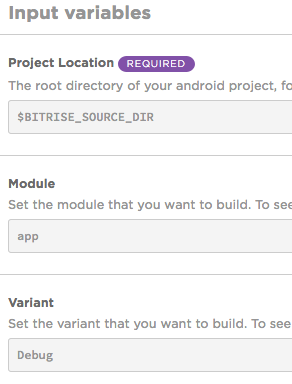 Input variables
Project Location REQUIRED
The root directory of your android project, fo
$BITRISE_SOURCE_DIR
Module
Set the module that you want to build. To see
app
Variant
Set the variant that you want to build. To see
Debug